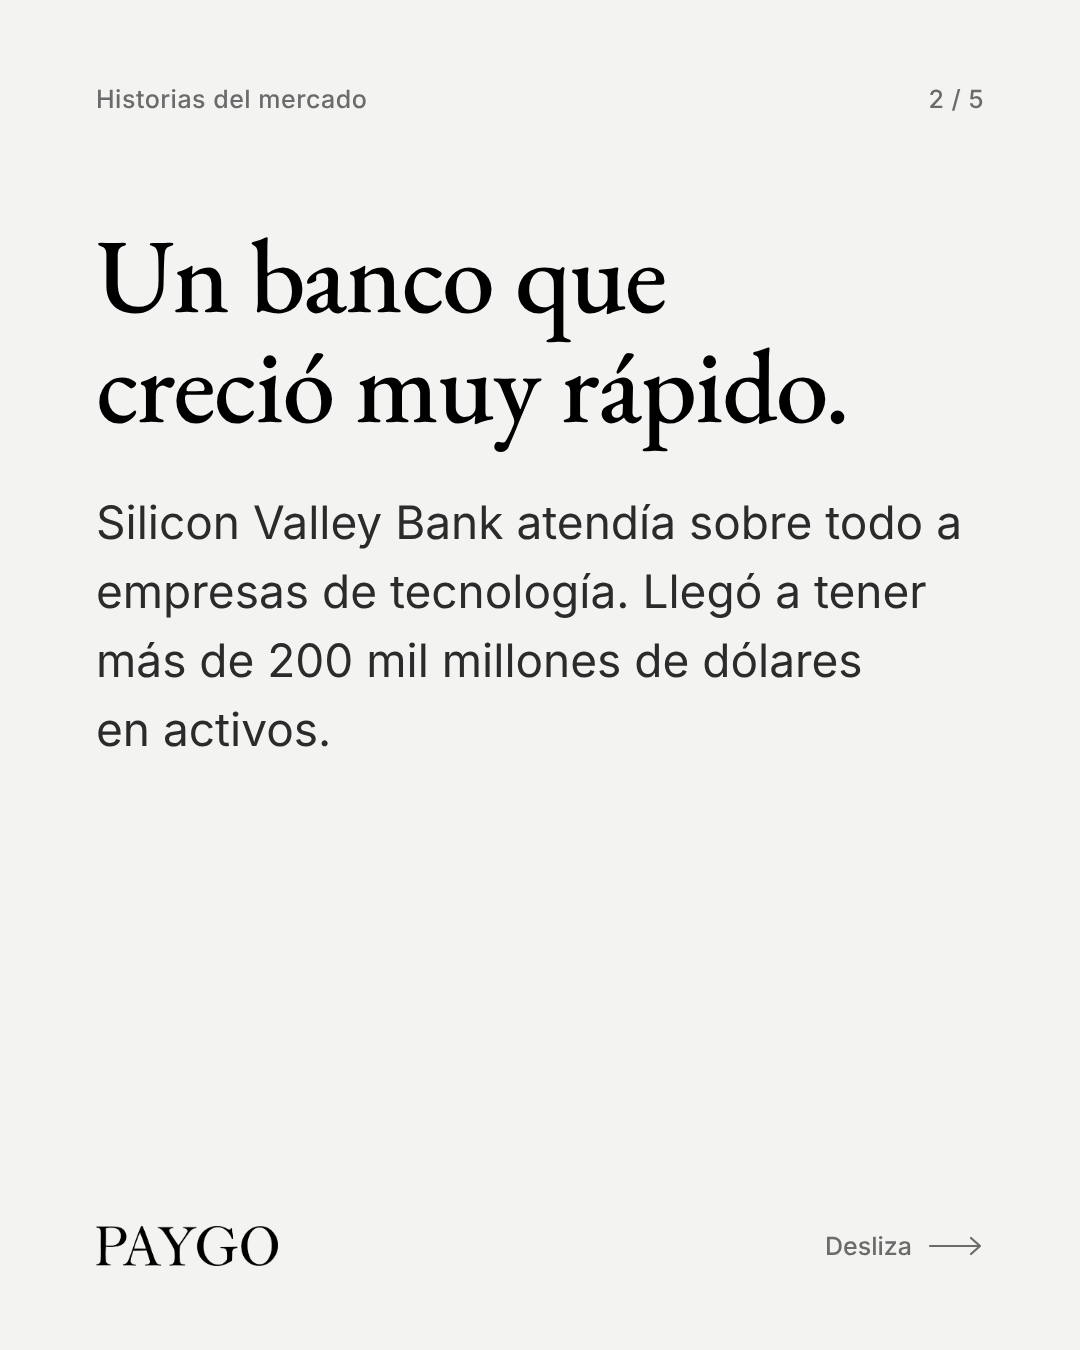 Historias del mercado
2 / 5
Un banco que
creció muy rápido.
Silicon Valley Bank atendía sobre todo a
empresas de tecnología. Llegó a tener
más de 200 mil millones de dólares
en activos.
PAYGO
Desliza →